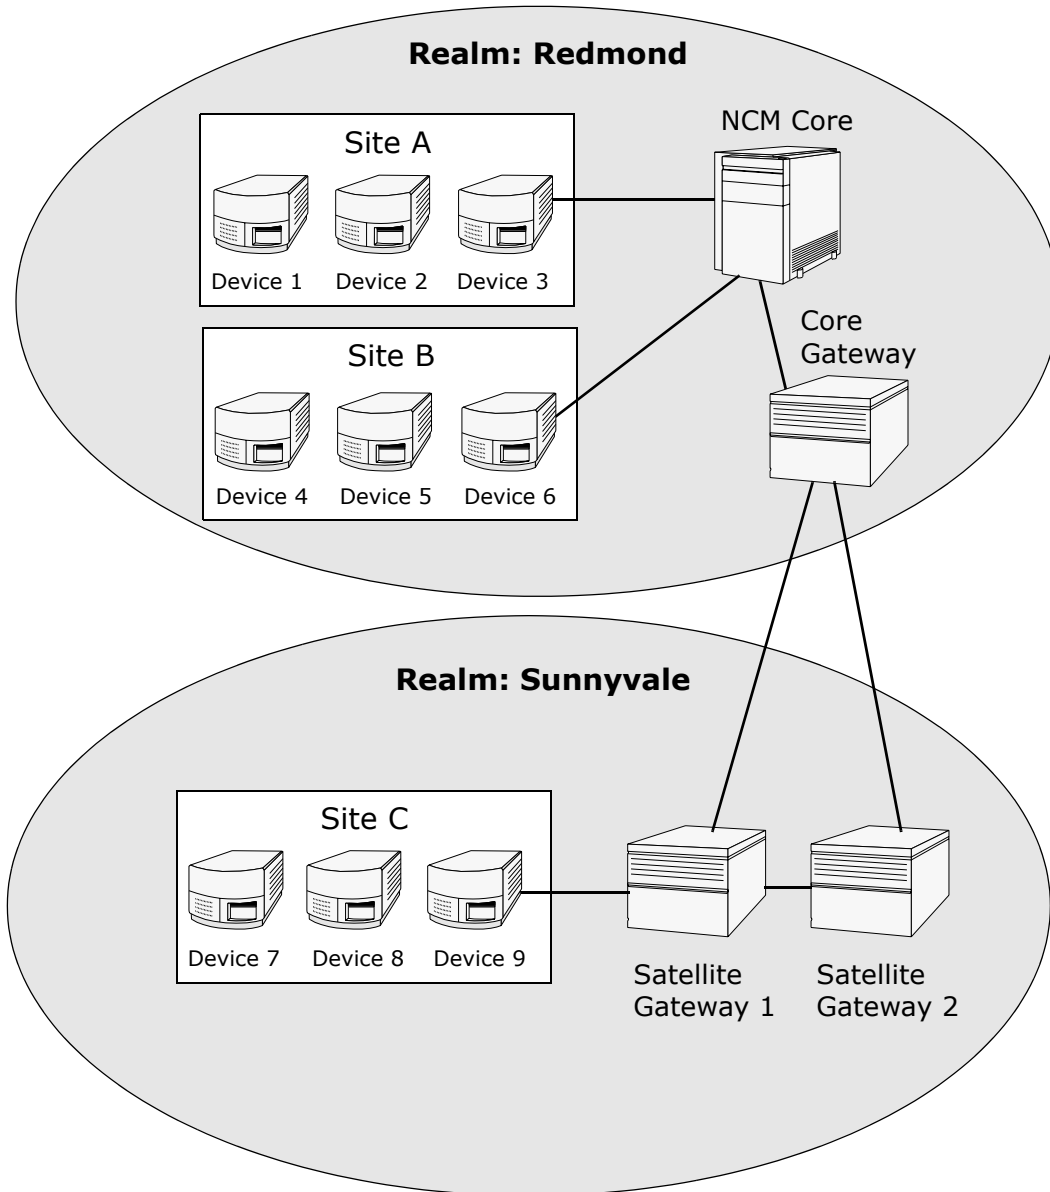 Realm: Redmond
Site A
NCM Core
Device 1
Device 2
Device 3
Core
Gateway
Site B
Device 4
Device 5
Device 6
Realm: Sunnyvale
Site C
Device 7
Device 8
Device 9
Satellite
Gateway 1
Satellite
Gateway 2